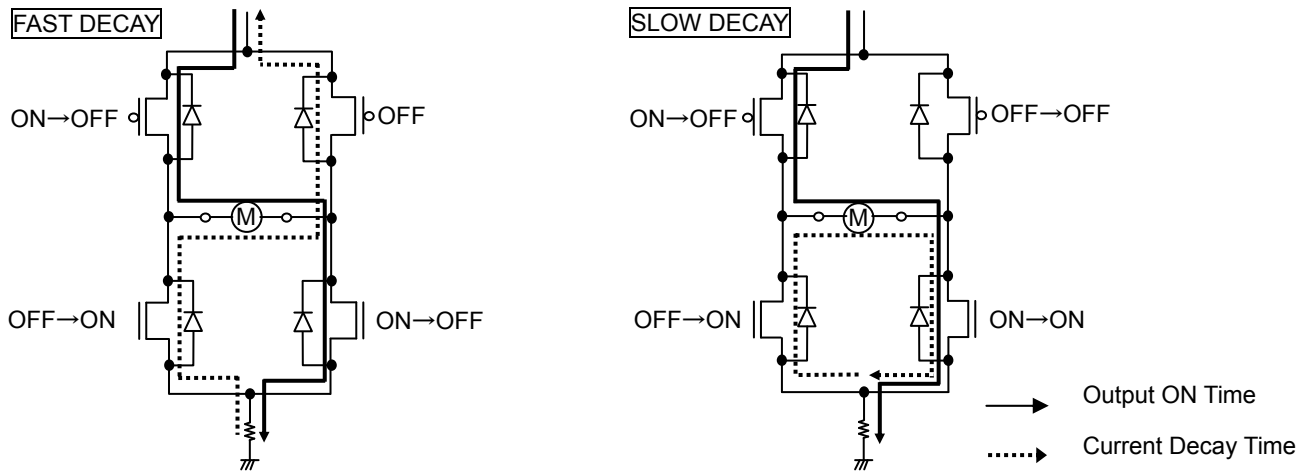 FAST DECAY
ON→OFF
OFF
M
OFF→ON
ON→OFF
SLOW DECAY
ON→OFF
OFF→OFF
M
OFF→ON
ON→ON
Output ON Time
Current Decay Time